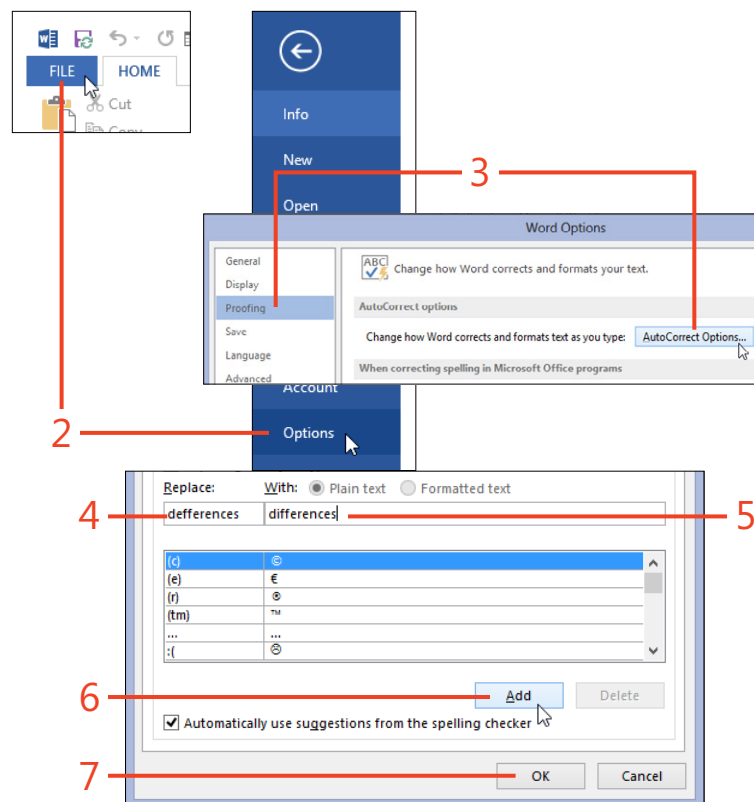 FILE HOME
Cut
Copy
Info
New
3
Open
Word Options
General
Display
Proofing
Save
Language
Advanced
ABC
Change how Word corrects and formats your text.
AutoCorrect options
Change how Word corrects and formats text as you type: AutoCorrect Options...
When correcting spelling in Microsoft Office programs
Account
2 Options
Replace: With: Plain text Formatted text
4 defferences differences 5
(c) ©
(e) €
(r) ®
(tm) ™
... ...
:( ☹
6 Add Delete
Automatically use suggestions from the spelling checker
7 OK Cancel